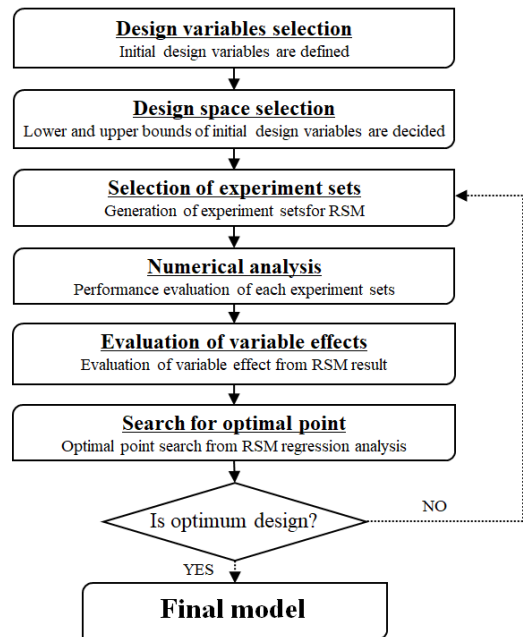 Design variables selection
Initial design variables are defined
Design space selection
Lower and upper bounds of initial design variables are decided
Selection of experiment sets
Generation of experiment setsfor RSM
Numerical analysis
Performance evaluation of each experiment sets
Evaluation of variable effects
Evaluation of variable effect from RSM result
Search for optimal point
Optimal point search from RSM regression analysis
Is optimum design?
NO
YES
Final model